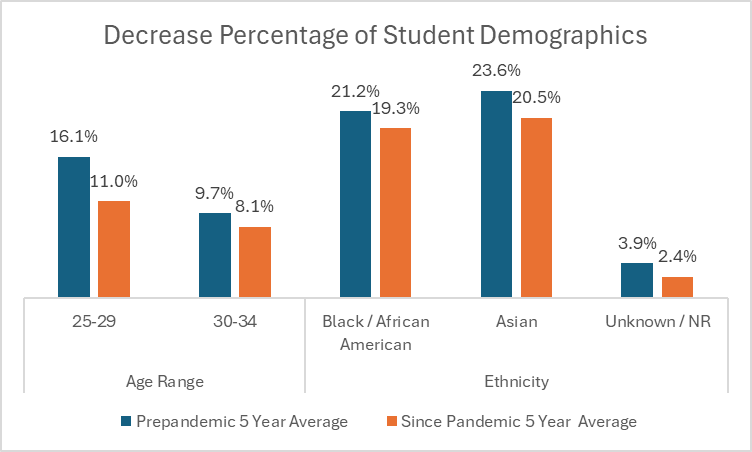 Decrease Percentage of Student Demographics
23.6%
21.2%
20.5%
19.3%
16.1%
11.0%
9.7%
8.1%
3.9%
2.4%
25-29
30-34
Black / African
American
Asian
Unknown / NR
Age Range
Ethnicity
Prepandemic 5 Year Average
Since Pandemic 5 Year Average